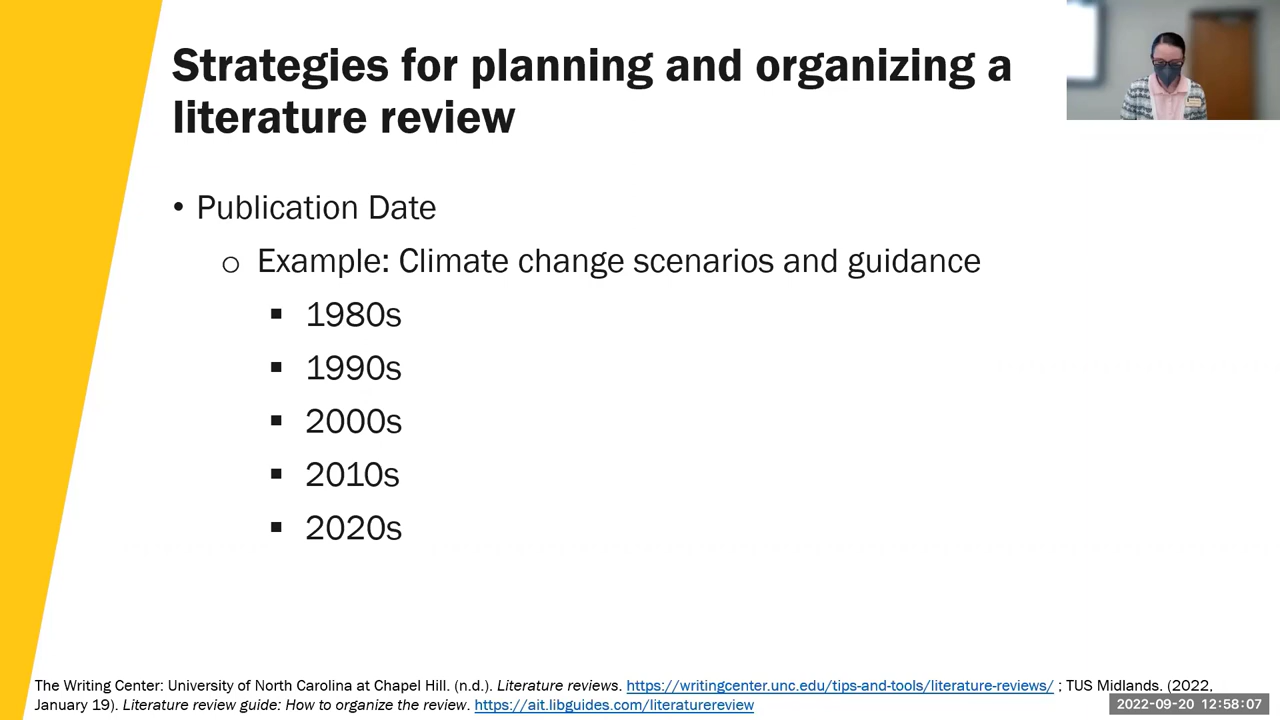 Strategies for planning and organizing a
literature review
• Publication Date
o Example: Climate change scenarios and guidance
▪ 1980s
▪ 1990s
▪ 2000s
▪ 2010s
▪ 2020s
The Writing Center: University of North Carolina at Chapel Hill. (n.d.). Literature reviews. https://writingcenter.unc.edu/tips-and-tools/literature-reviews/ ; TUS Midlands. (2022,
January 19). Literature review guide: How to organize the review. https://ait.libguides.com/literaturereview
2022-09-20 12:58:07